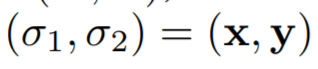 (σ₁, σ₂) = (𝐱, 𝐲)